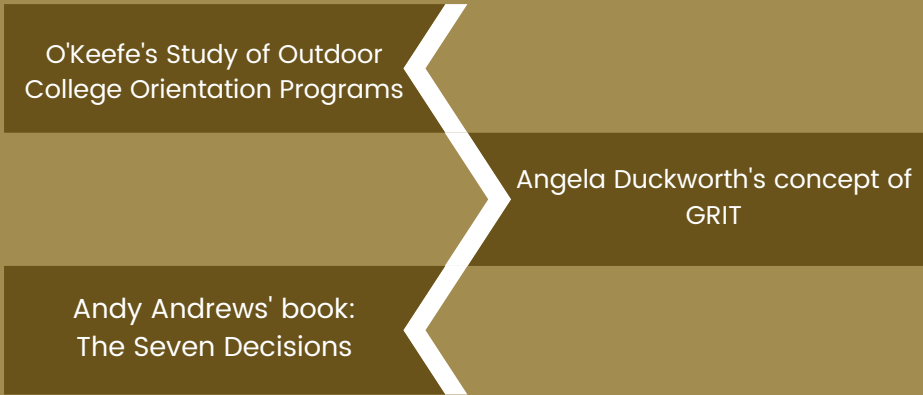 O'Keefe's Study of Outdoor
College Orientation Programs
Angela Duckworth's concept of
GRIT
Andy Andrews' book:
The Seven Decisions